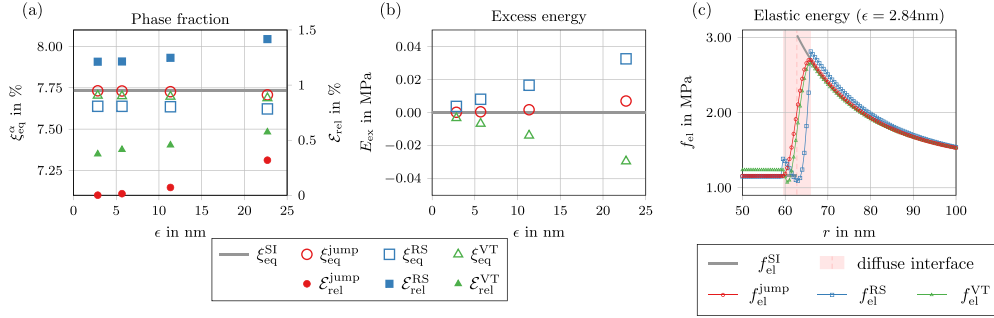 (a)
Phase fraction
8.00
7.75
7.50
7.25
ξ^α_eq in %
1.5
1
0.5
0
ℰ_rel in %
0 5 10 15 20 25
ϵ in nm
(b)
Excess energy
0.04
0.02
0.00
−0.02
−0.04
E_ex in MPa
0 5 10 15 20 25
ϵ in nm
ξ^SI_eq ξ^jump_eq ξ^RS_eq ξ^VT_eq
ℰ^jump_rel ℰ^RS_rel ℰ^VT_rel
(c)
Elastic energy (ϵ = 2.84nm)
3.00
2.00
1.00
f_el in MPa
50 60 70 80 90 100
r in nm
f^SI_el diffuse interface
f^jump_el f^RS_el f^VT_el